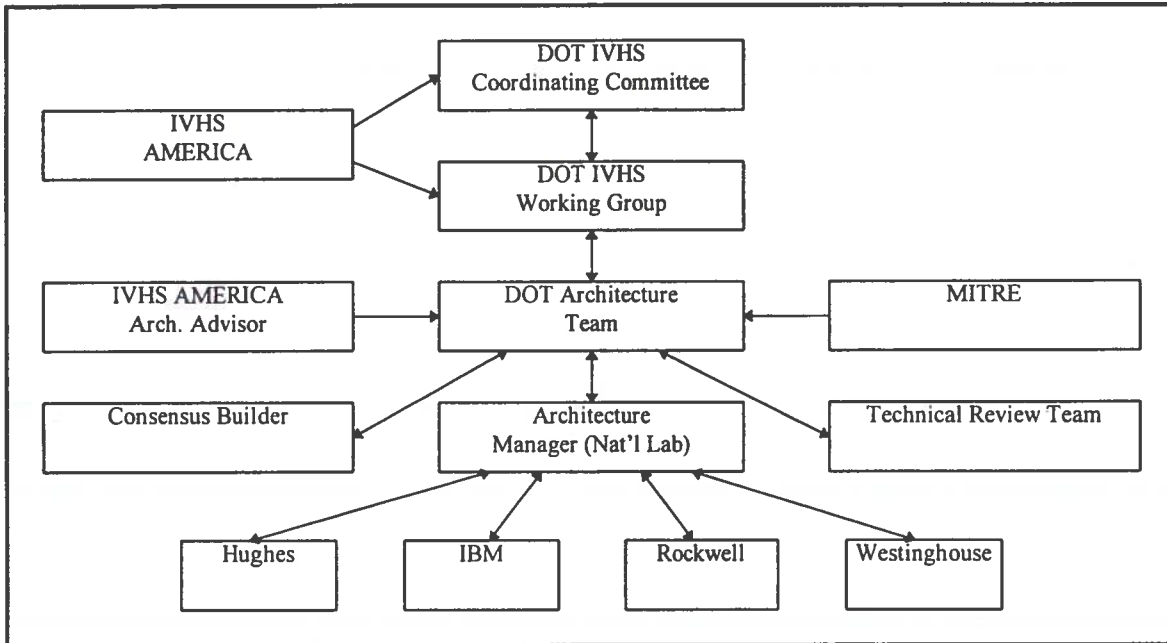 DOT IVHS
Coordinating Committee
IVHS
AMERICA
DOT IVHS
Working Group
IVHS AMERICA
Arch. Advisor
DOT Architecture
Team
MITRE
Consensus Builder
Architecture
Manager (Nat'l Lab)
Technical Review Team
Hughes
IBM
Rockwell
Westinghouse